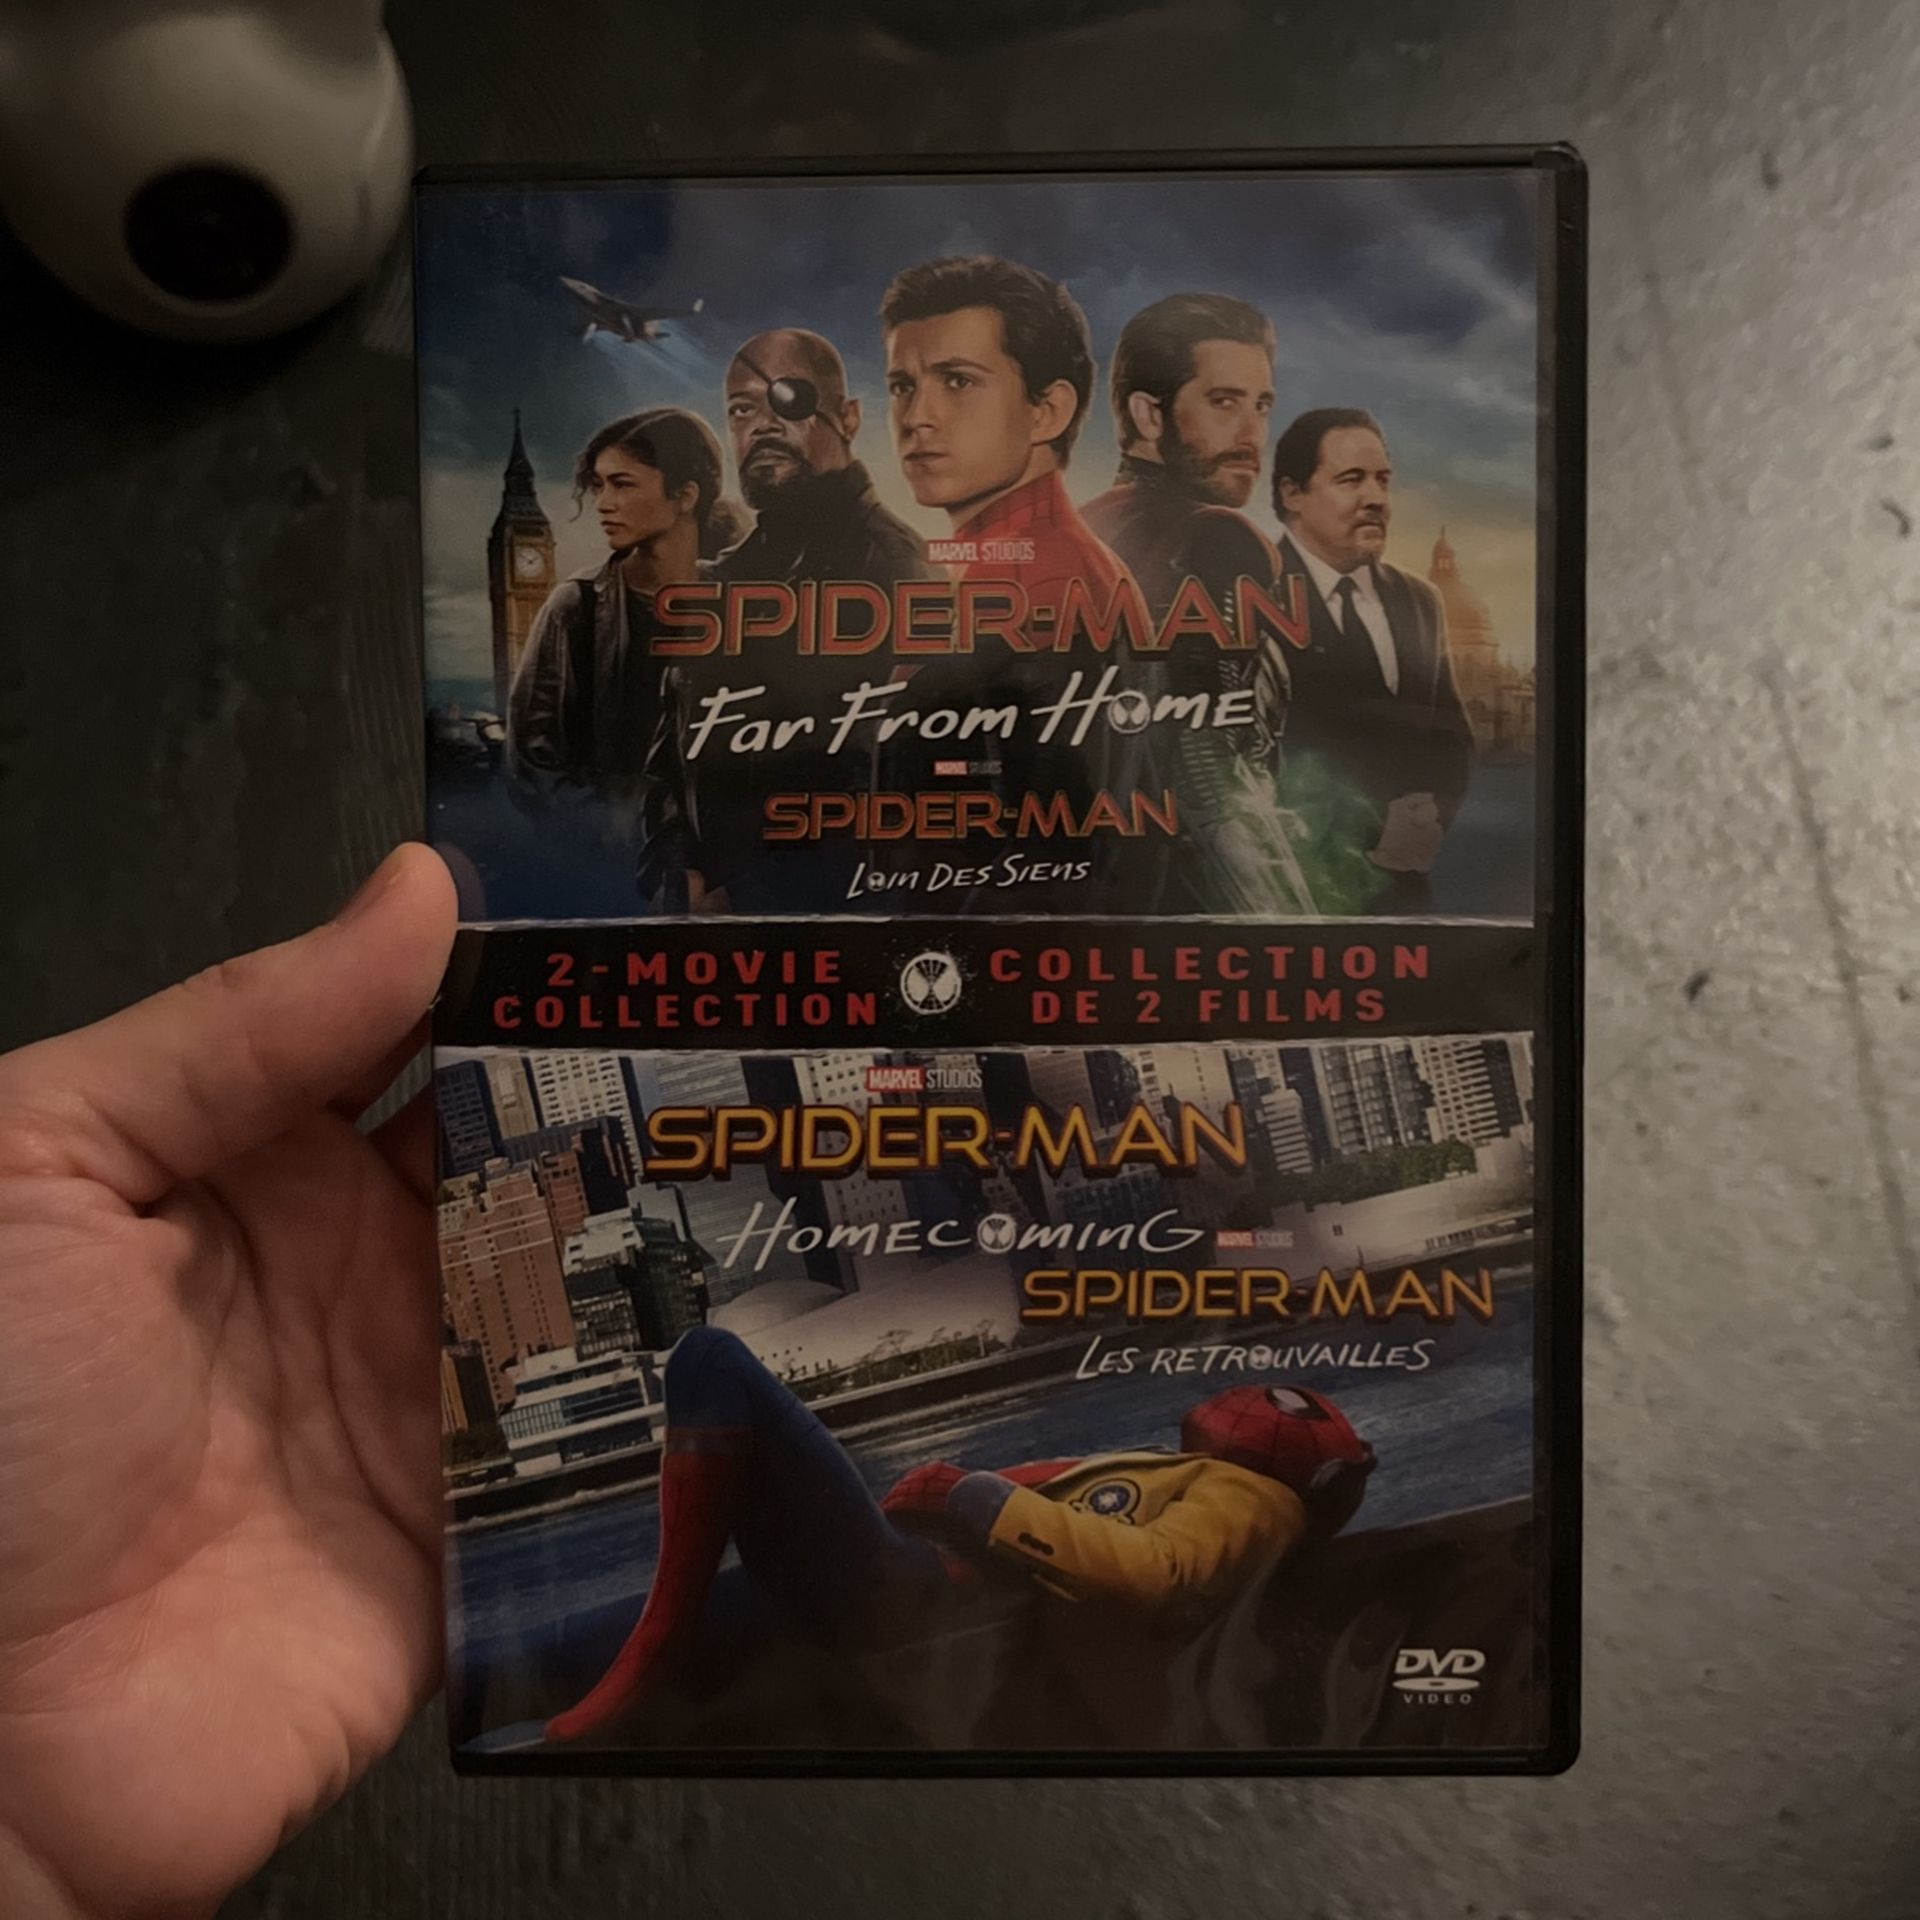 MARVEL STUDIOS
SPIDER-MAN
Far From Home
MARVEL STUDIOS
SPIDER-MAN
Loin Des Siens
2-MOVIE
COLLECTION
COLLECTION
DE 2 FILMS
MARVEL STUDIOS
SPIDER-MAN
HOMECOMING
MARVEL STUDIOS
SPIDER-MAN
LES RETROUVAILLES
DVD
VIDEO